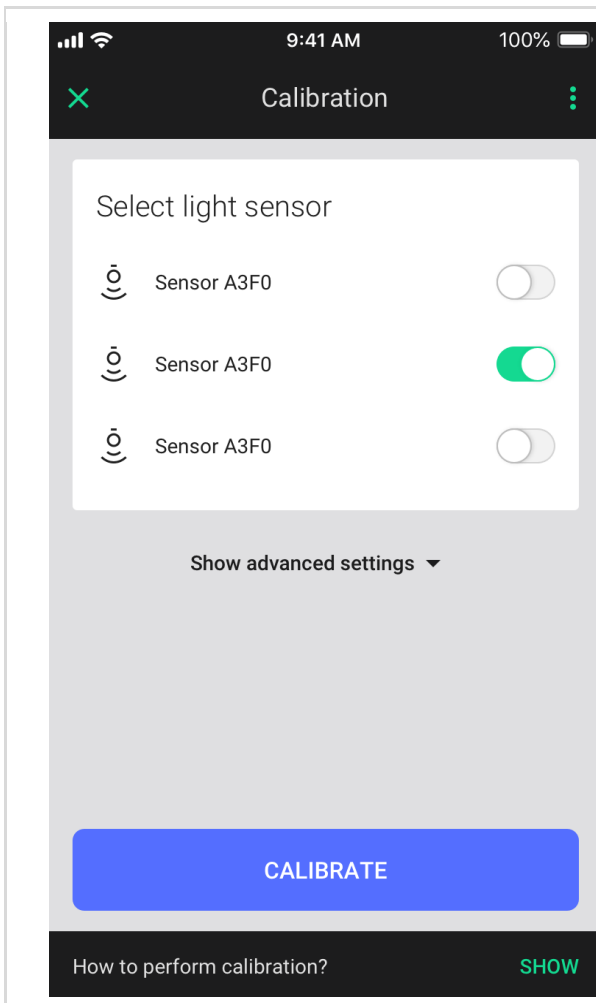 9:41 AM 100%
Calibration
Select light sensor
Sensor A3F0
Sensor A3F0
Sensor A3F0
Show advanced settings
CALIBRATE
How to perform calibration? SHOW